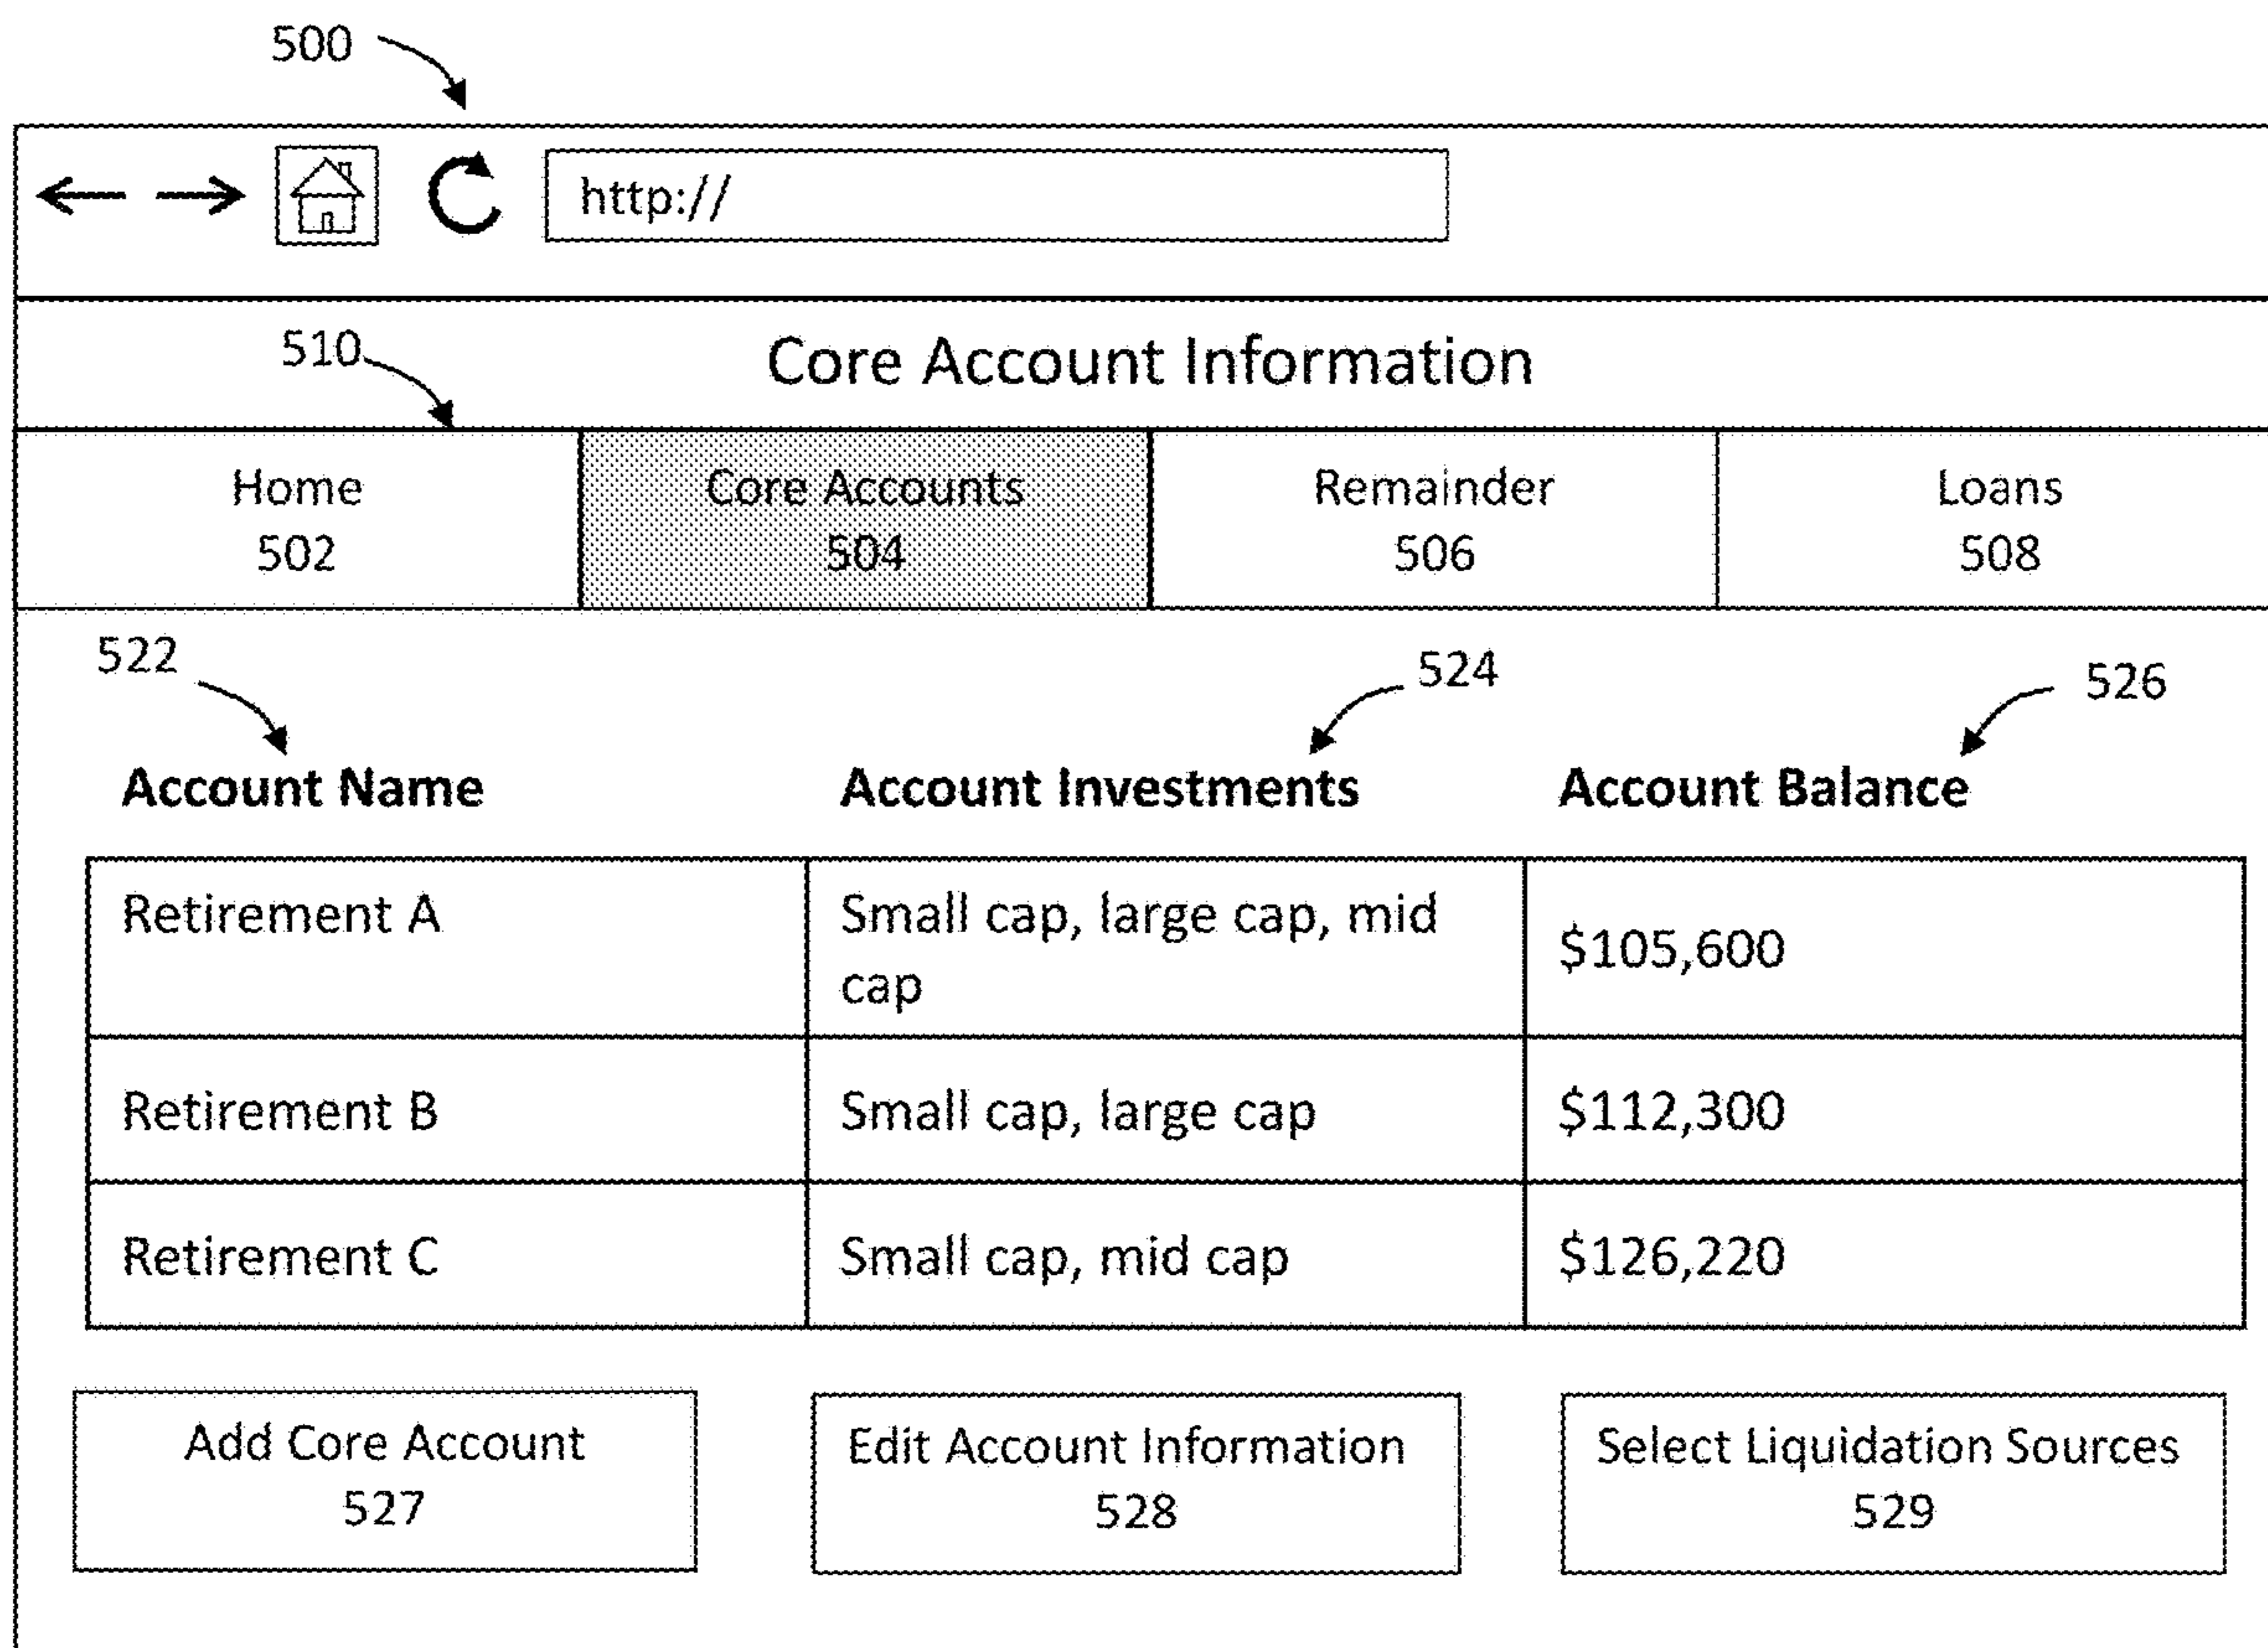 500
http://
510
Core Account Information
Home
502
Core Accounts
504
Remainder
506
Loans
508
522
524
526
Account Name
Account Investments
Account Balance
Retirement A
Small cap, large cap, mid
cap
$105,600
Retirement B
Small cap, large cap
$112,300
Retirement C
Small cap, mid cap
$126,220
Add Core Account
527
Edit Account Information
528
Select Liquidation Sources
529